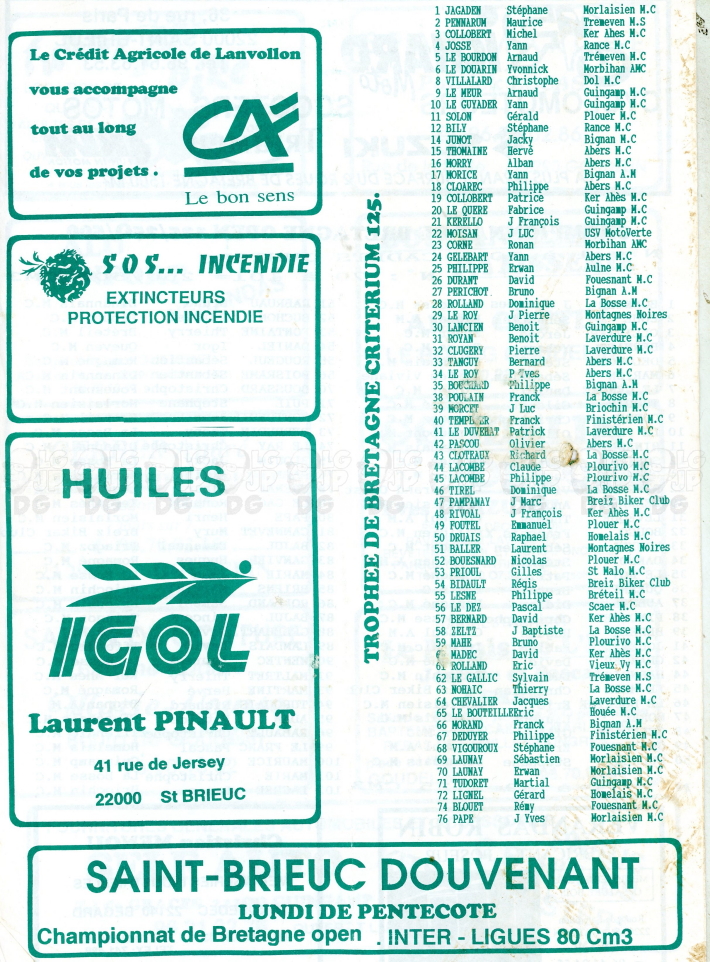 Le Crédit Agricole de Lanvollon
vous accompagne
tout au long
de vos projets .
CA
Le bon sens
S O S... INCENDIE
EXTINCTEURS
PROTECTION INCENDIE
HUILES
IGOL
Laurent PINAULT
41 rue de Jersey
22000 St BRIEUC
TROPHEE DE BRETAGNE CRITERIUM 125.
1 JAGADEN Stéphane Morlaisien M.C
2 PENNARUM Maurice Tremeven M.S
3 COLLOBERT Michel Ker Ahes M.C
4 JOSSE Yann Rance M.C
5 LE BOURDON Arnaud Trémeven M.C
6 LE DOUARIN Yvonnick Morbihan AMC
8 VILLALARD Christophe Dol M.C
9 LE MEUR Arnaud Guingamp M.C
10 LE GUYADER Yann Guingamp M.C
11 SOLON Gérald Plouer M.C
12 BILY Stéphane Rance M.C
14 JUNOT Jacky Bignan M.C
15 THOMAINE Hervé Abers M.C
16 MORRY Alban Abers M.C
17 MORICE Yann Bignan A.M
18 CLOAREC Philippe Abers M.C
19 COLLOBERT Patrice Ker Ahès M.C
20 LE QUERE Fabrice Guingamp M.C
21 KERELLO J François Guingamp M.C
22 MOISAN J LUC USV MotoVerte
23 CORNE Ronan Morbihan AMC
24 GELEBART Yann Abers M.C
25 PHILIPPE Erwan Aulne M.C
26 DURANT David Fouesnant M.C
27 PERICHOT Bruno Bignan A.M
28 ROLLAND Dominique La Bosse M.C
29 LE ROY J Pierre Montagnes Noires
30 LANCIEN Benoit Guingamp M.C
31 ROYAN Benoit Laverdure M.C
32 CLUGERY Pierre Laverdure M.C
33 TANGUY Bernard Abers M.C
34 LE ROY P Yves Abers M.C
35 BOUCHARD Philippe Bignan A.M
38 POULAIN Franck La Bosse M.C
39 MORCET J Luc Briochin M.C
40 TEMPLER Franck Finistérien M.C
41 LE DUVEHAT Patrick Laverdure M.C
42 PASCOU Olivier Abers M.C
43 CLOTEAUX Richard La Bosse M.C
44 LACOMBE Claude Plourivo M.C
45 LACOMBE Philippe Plourivo M.C
46 TIREL Dominique La Bosse M.C
47 PAMPANAY J Marc Breiz Biker Club
48 RIVOAL J François Ker Ahès M.C
49 FOUTEL Emmanuel Plouer M.C
50 DRUAIS Raphael Homelais M.C
51 BALLER Laurent Montagnes Noires
52 BOUESNARD Nicolas Plouer M.C
53 PRIOUL Gilles St Malo M.C
54 BIDAULT Régis Breiz Biker Club
55 LESNE Philippe Bréteil M.C
56 LE DEZ Pascal Scaer M.C
57 BERNARD David Ker Ahès M.C
58 ZELTZ J Baptiste La Bosse M.C
59 MAHE Bruno Plourivo M.C
60 MADEC David Ker Ahès M.C
61 ROLLAND Eric Vieux Vy M.C
62 LE GALLIC Sylvain Trémeven M.S
63 NOHAIC Thierry La Bosse M.C
64 CHEVALIER Jacques Laverdure M.C
65 LE BOUTEILLEEric Houée M.C
66 MORAND Franck Bignan A.M
67 DEDUYER Philippe Finistérien M.C
68 VIGOUROUX Stéphane Fouesnant M.C
69 LAUNAY Sébastien Morlaisien M.C
70 LAUNAY Erwan Morlaisien M.C
71 TUDORET Martial Guingamp M.C
72 LIGNEL Gérard Homelais M.C
74 BLOUET Rémy Fouesnant M.C
76 PAPE J Yves Morlaisien M.C
SAINT-BRIEUC DOUVENANT
LUNDI DE PENTECOTE
Championnat de Bretagne open . INTER - LIGUES 80 Cm3